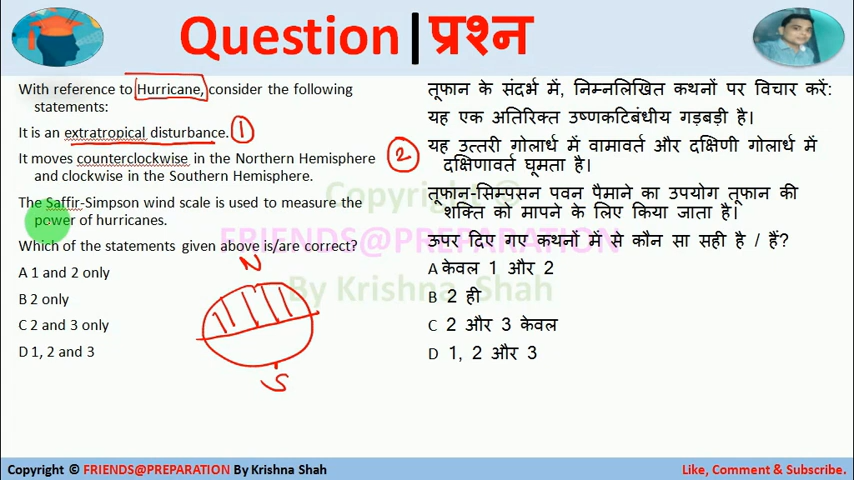 Question|प्रश्न
With reference to Hurricane, consider the following
statements:
It is an extratropical disturbance. 1
It moves counterclockwise in the Northern Hemisphere
and clockwise in the Southern Hemisphere.
The Saffir-Simpson wind scale is used to measure the
power of hurricanes.
Which of the statements given above is/are correct?
A 1 and 2 only
B 2 only
C 2 and 3 only
D 1, 2 and 3
N
S
तूफान के संदर्भ में, निम्नलिखित कथनों पर विचार करें:
यह एक अतिरिक्त उष्णकटिबंधीय गड़बड़ी है।
2 यह उत्तरी गोलार्ध में वामावर्त और दक्षिणी गोलार्ध में
दक्षिणावर्त घूमता है।
तूफान-सिम्पसन पवन पैमाने का उपयोग तूफान की
शक्ति को मापने के लिए किया जाता है।
ऊपर दिए गए कथनों में से कौन सा सही है / हैं?
A केवल 1 और 2
B 2 ही
C 2 और 3 केवल
D 1, 2 और 3
Copyright ©
FRIENDS@PREPARATION
By Krishna Shah
Copyright © FRIENDS@PREPARATION By Krishna Shah
Like, Comment & Subscribe.